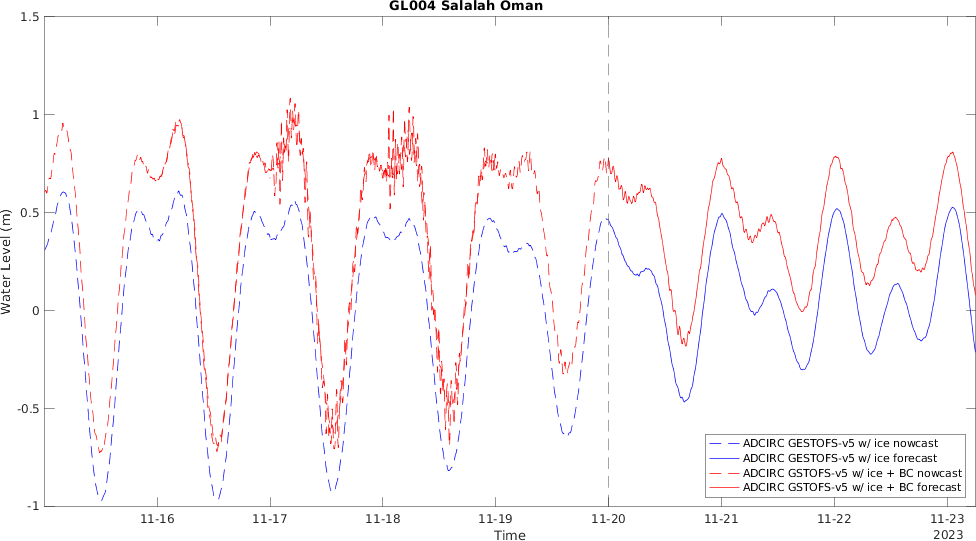 GL004 Salalah Oman
Water Level (m)
1.5
1
0.5
0
-0.5
-1
11-16
11-17
11-18
11-19
11-20
11-21
11-22
11-23
2023
Time
ADCIRC GESTOFS-v5 w/ ice nowcast
ADCIRC GESTOFS-v5 w/ ice forecast
ADCIRC GSTOFS-v5 w/ ice + BC nowcast
ADCIRC GSTOFS-v5 w/ ice + BC forecast